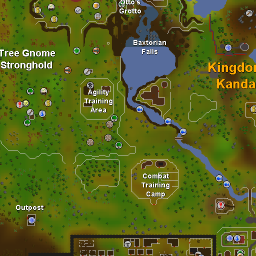 Otto's
Grotto
Baxtorian
Falls
Tree Gnome
Stronghold
Kingdom
Kanda
Agility
Training
Area
Combat
Training
Camp
Outpost